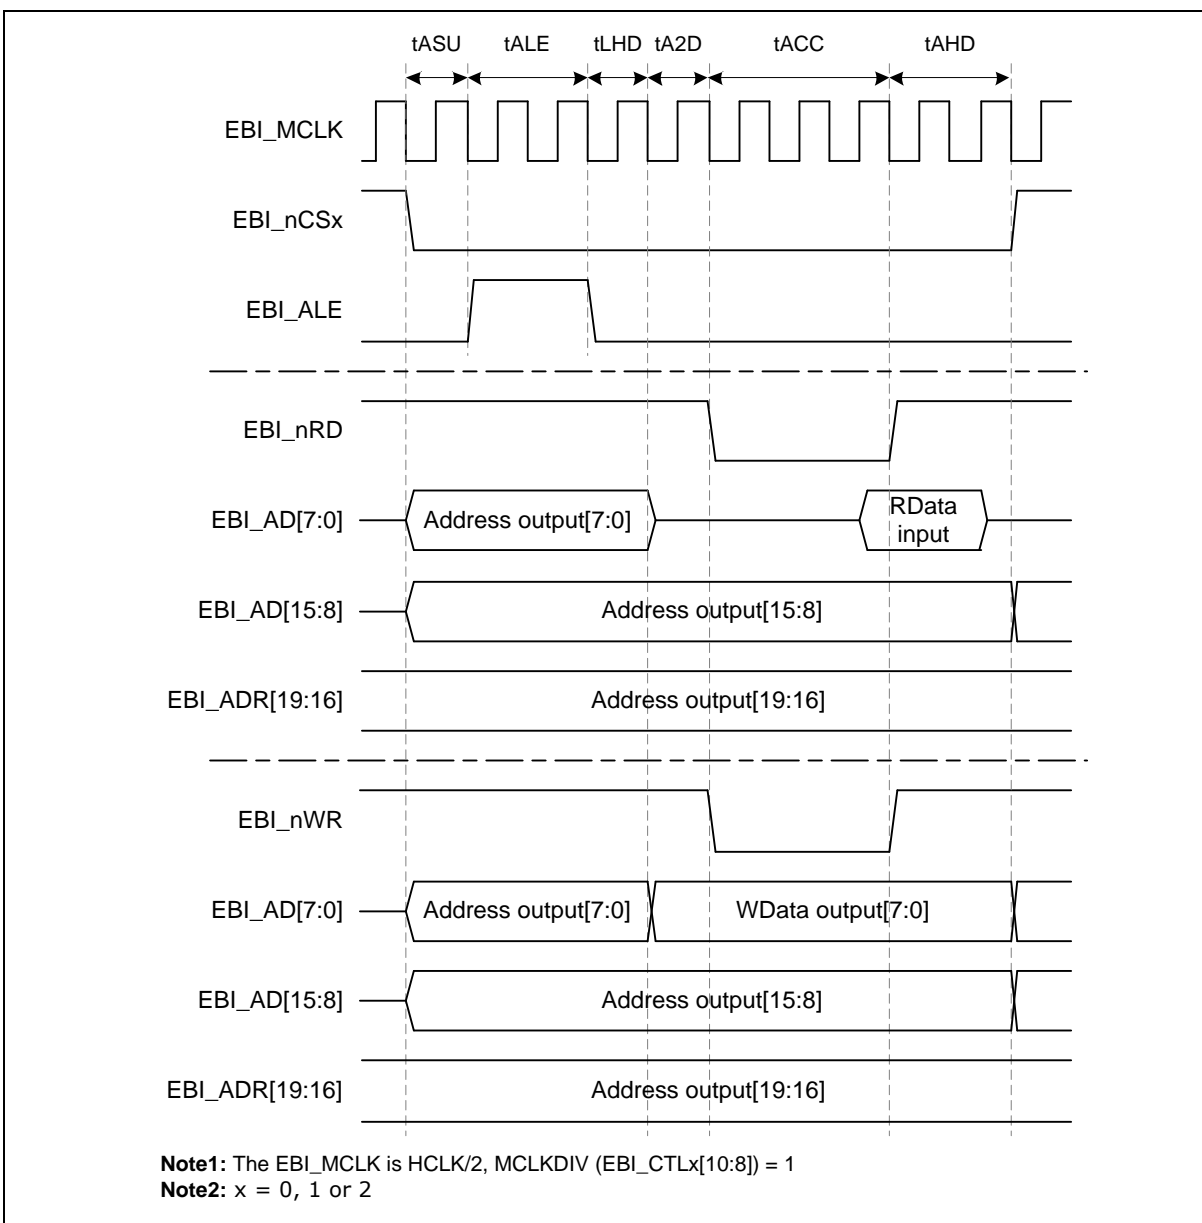 tASU tALE tLHD tA2D tACC tAHD
EBI_MCLK
EBI_nCSx
EBI_ALE
EBI_nRD
EBI_AD[7:0] Address output[7:0] RData
input
EBI_AD[15:8] Address output[15:8]
EBI_ADR[19:16] Address output[19:16]
EBI_nWR
EBI_AD[7:0] Address output[7:0] WData output[7:0]
EBI_AD[15:8] Address output[15:8]
EBI_ADR[19:16] Address output[19:16]
Note1: The EBI_MCLK is HCLK/2, MCLKDIV (EBI_CTLx[10:8]) = 1
Note2: x = 0, 1 or 2